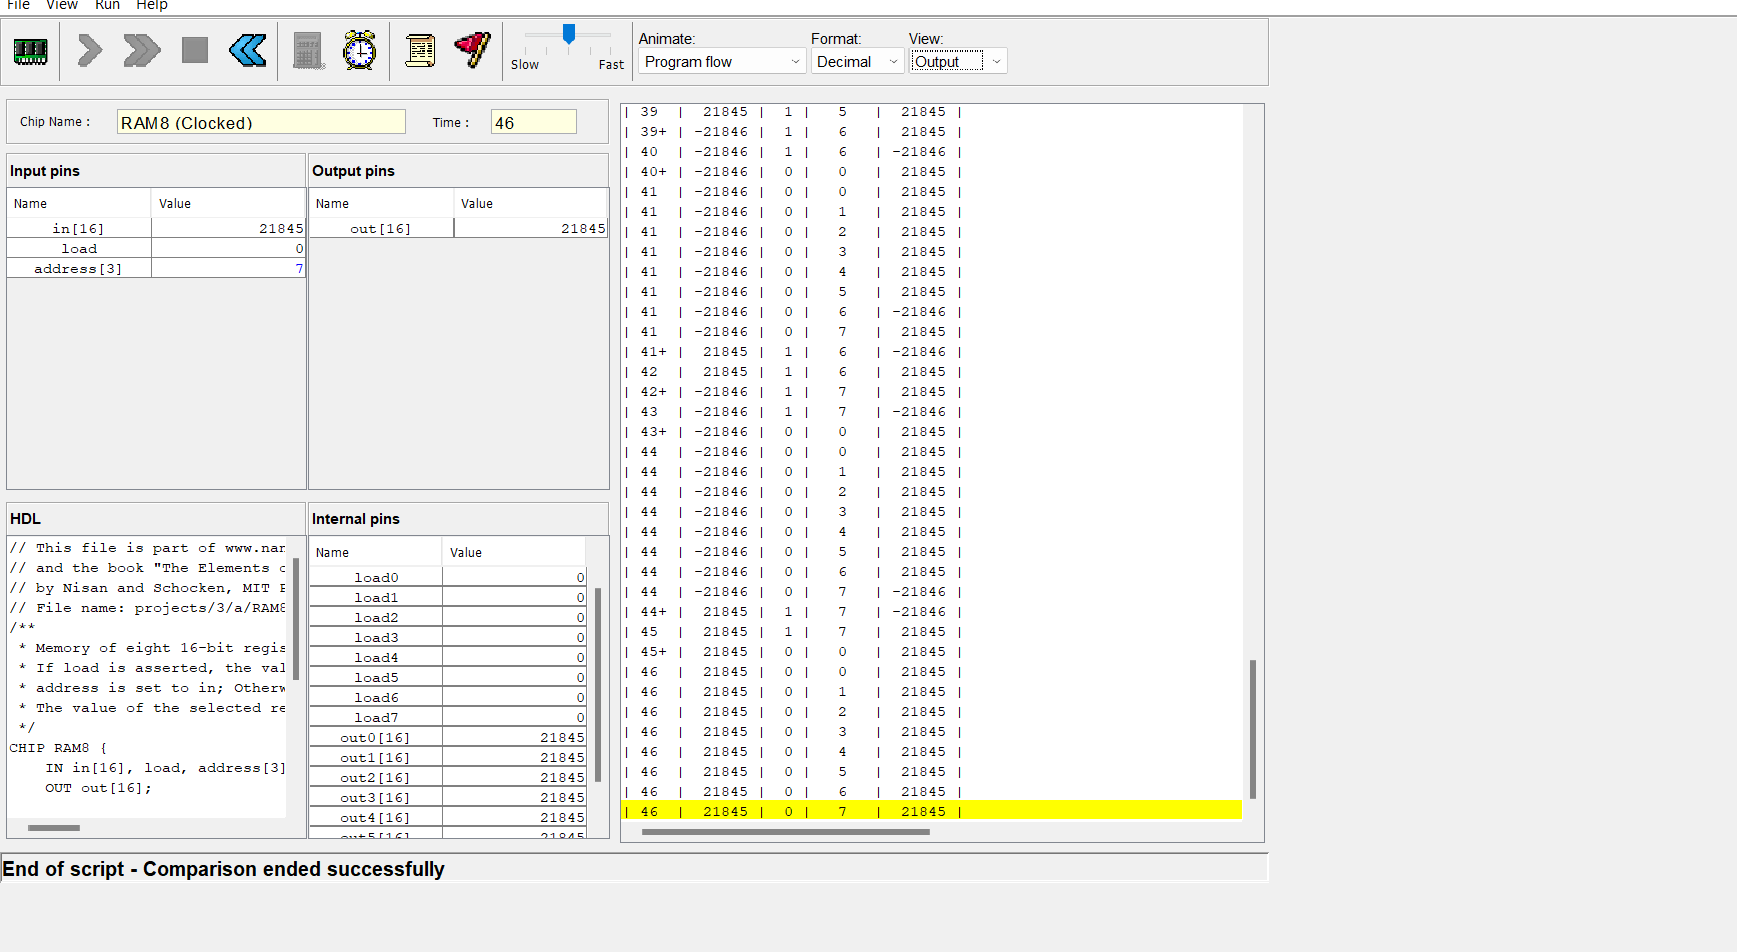 File View Run Help
Animate: Format: View:
Slow Fast Program flow Decimal Output
Chip Name : RAM8 (Clocked) Time : 46
Input pins
Name Value
in[16] 21845
load 0
address[3] 7
Output pins
Name Value
out[16] 21845
HDL
// This file is part of www.nan
// and the book "The Elements o
// by Nisan and Schocken, MIT P
// File name: projects/3/a/RAM8
/**
* Memory of eight 16-bit regis
* If load is asserted, the val
* address is set to in; Otherw
* The value of the selected re
*/
CHIP RAM8 {
IN in[16], load, address[3]
OUT out[16];
Internal pins
Name Value
load0 0
load1 0
load2 0
load3 0
load4 0
load5 0
load6 0
load7 0
out0[16] 21845
out1[16] 21845
out2[16] 21845
out3[16] 21845
out4[16] 21845
out5[16] 21845
| 39 | 21845 | 1 | 5 | 21845 |
| 39+ | -21846 | 1 | 6 | 21845 |
| 40 | -21846 | 1 | 6 | -21846 |
| 40+ | -21846 | 0 | 0 | 21845 |
| 41 | -21846 | 0 | 0 | 21845 |
| 41 | -21846 | 0 | 1 | 21845 |
| 41 | -21846 | 0 | 2 | 21845 |
| 41 | -21846 | 0 | 3 | 21845 |
| 41 | -21846 | 0 | 4 | 21845 |
| 41 | -21846 | 0 | 5 | 21845 |
| 41 | -21846 | 0 | 6 | -21846 |
| 41 | -21846 | 0 | 7 | 21845 |
| 41+ | 21845 | 1 | 6 | -21846 |
| 42 | 21845 | 1 | 6 | 21845 |
| 42+ | -21846 | 1 | 7 | 21845 |
| 43 | -21846 | 1 | 7 | -21846 |
| 43+ | -21846 | 0 | 0 | 21845 |
| 44 | -21846 | 0 | 0 | 21845 |
| 44 | -21846 | 0 | 1 | 21845 |
| 44 | -21846 | 0 | 2 | 21845 |
| 44 | -21846 | 0 | 3 | 21845 |
| 44 | -21846 | 0 | 4 | 21845 |
| 44 | -21846 | 0 | 5 | 21845 |
| 44 | -21846 | 0 | 6 | 21845 |
| 44 | -21846 | 0 | 7 | -21846 |
| 44+ | 21845 | 1 | 7 | -21846 |
| 45 | 21845 | 1 | 7 | 21845 |
| 45+ | 21845 | 0 | 0 | 21845 |
| 46 | 21845 | 0 | 0 | 21845 |
| 46 | 21845 | 0 | 1 | 21845 |
| 46 | 21845 | 0 | 2 | 21845 |
| 46 | 21845 | 0 | 3 | 21845 |
| 46 | 21845 | 0 | 4 | 21845 |
| 46 | 21845 | 0 | 5 | 21845 |
| 46 | 21845 | 0 | 6 | 21845 |
| 46 | 21845 | 0 | 7 | 21845 |
End of script - Comparison ended successfully